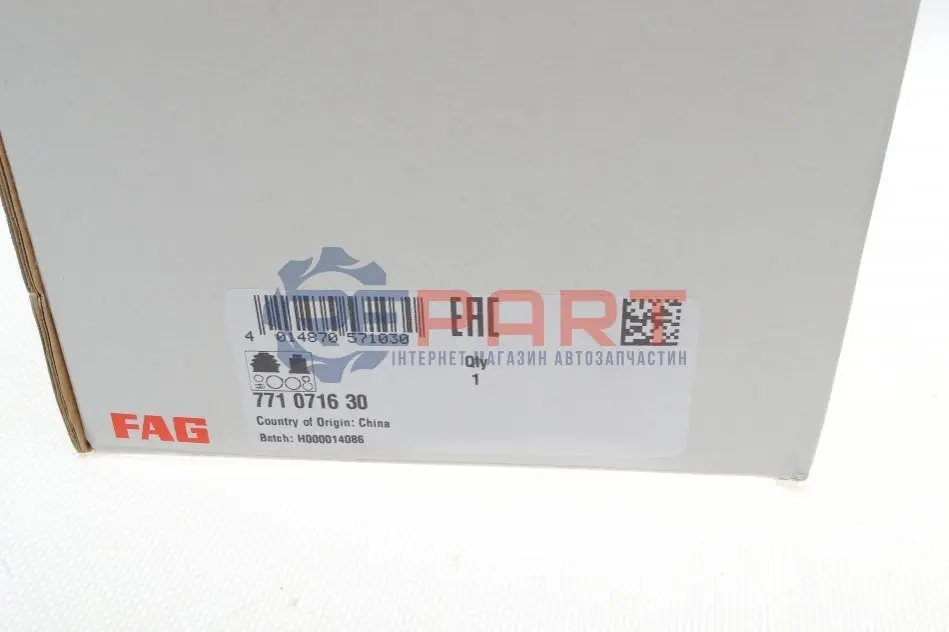 PFPART
ІНТЕРНЕТ-МАГАЗИН АВТОЗАПЧАСТИН
4 014870 571030
EAC
Qty
1
771 0716 30
Country of Origin: China
Batch: H000014086
FAG